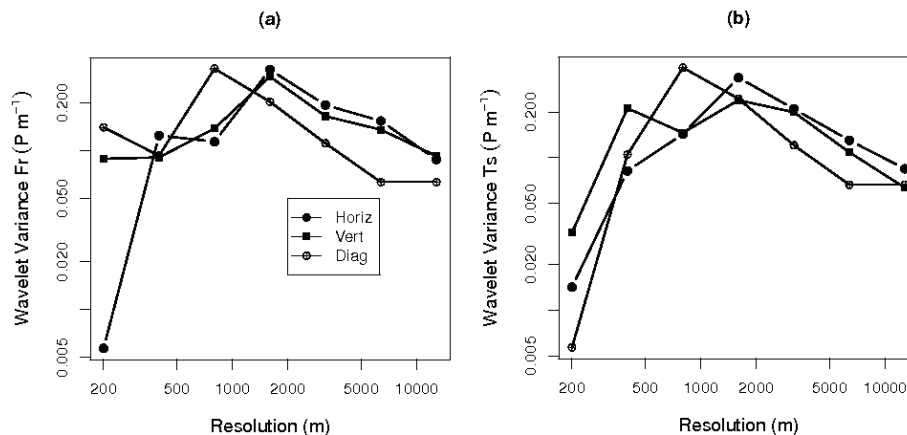 (a)
Wavelet Variance Fr (P m⁻¹)
0.200
0.050
0.020
0.005
Horiz
Vert
Diag
200 500 1000 2000 5000 10000
Resolution (m)
(b)
Wavelet Variance Ts (P m⁻¹)
0.200
0.050
0.020
0.005
200 500 1000 2000 5000 10000
Resolution (m)